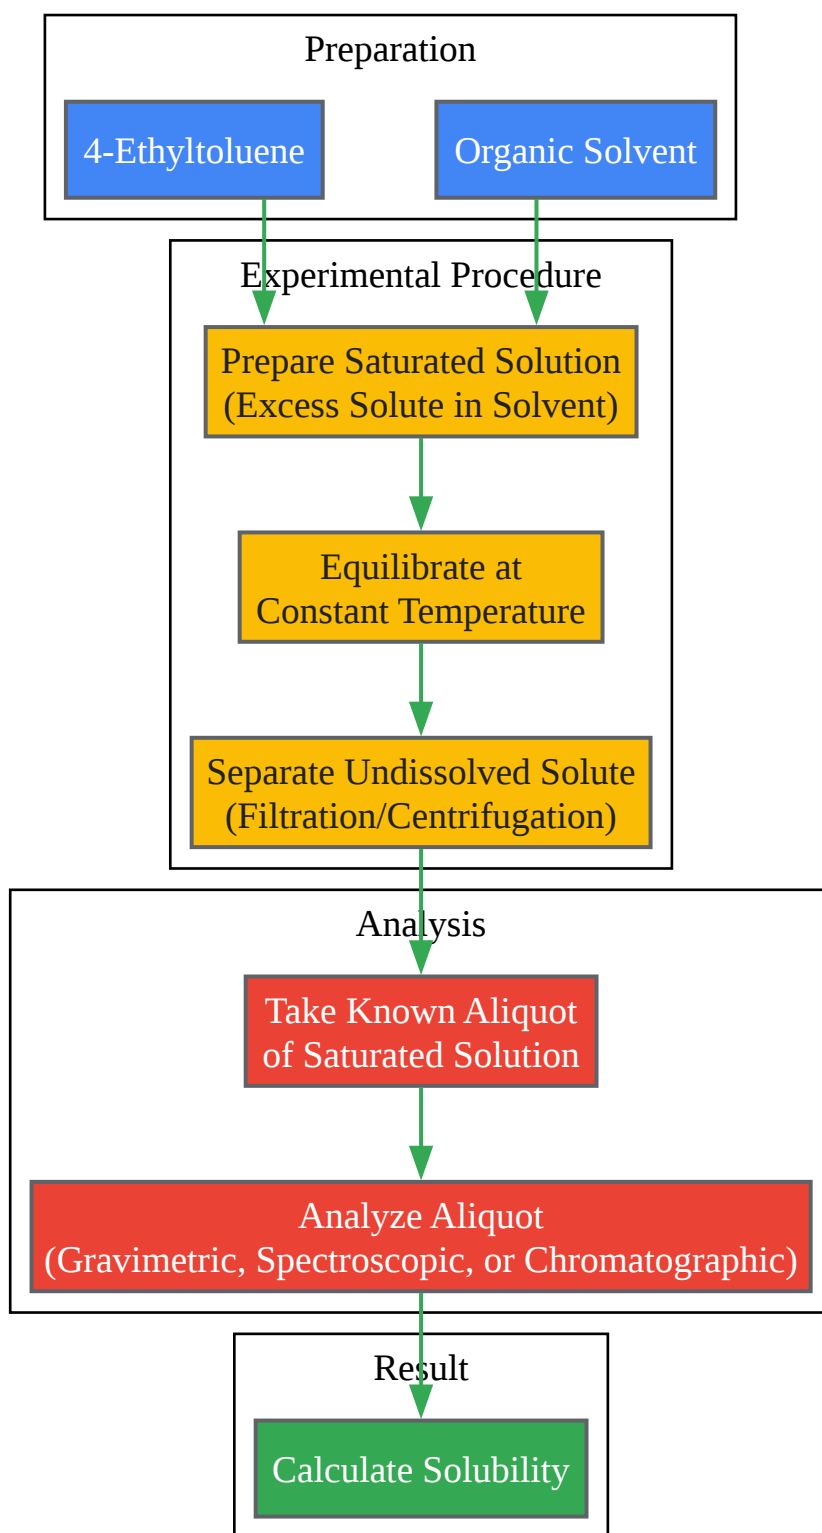 Preparation
4-Ethyltoluene
Organic Solvent
Experimental Procedure
Prepare Saturated Solution
(Excess Solute in Solvent)
Equilibrate at
Constant Temperature
Separate Undissolved Solute
(Filtration/Centrifugation)
Analysis
Take Known Aliquot
of Saturated Solution
Analyze Aliquot
(Gravimetric, Spectroscopic, or Chromatographic)
Result
Calculate Solubility